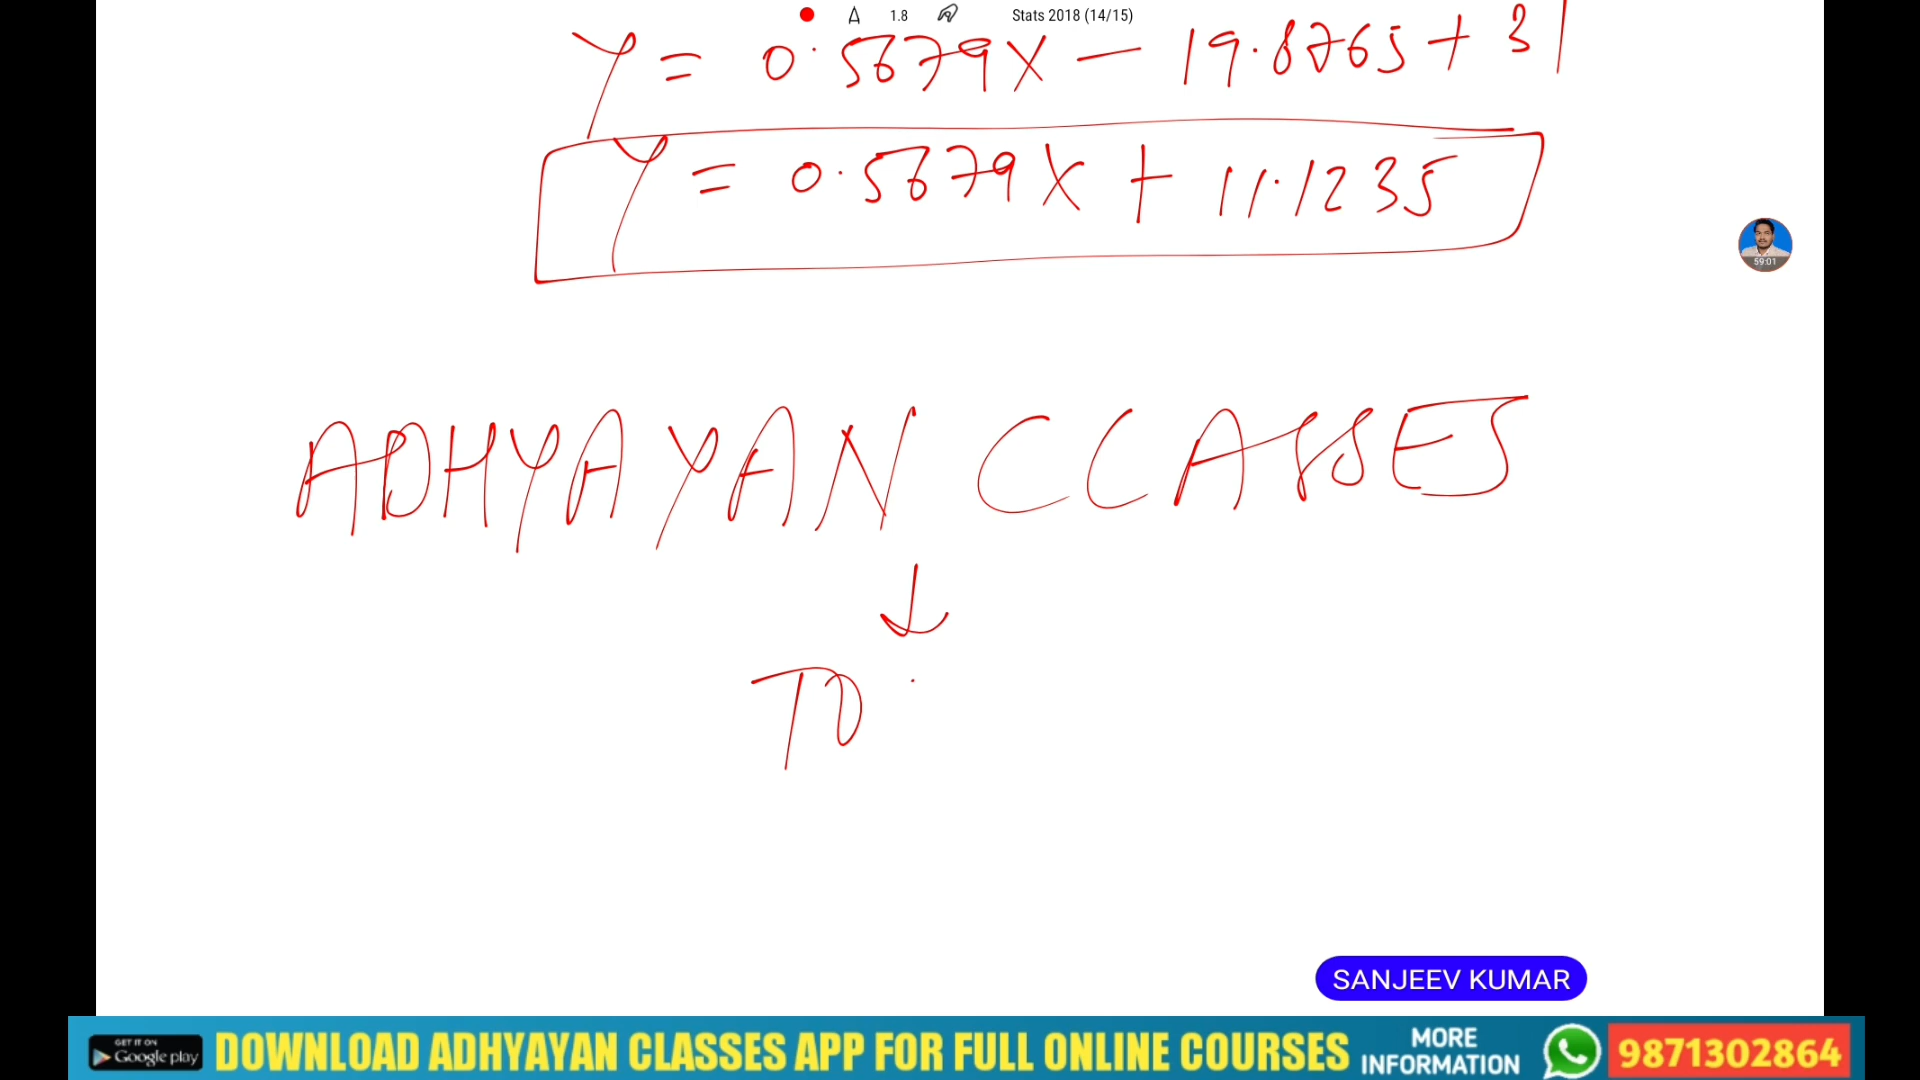 1.8 Stats 2018 (14/15)
Y = 0.5679X - 19.8765 + 31
Y = 0.5679X + 11.1235
59:01
ADHYAYAN CLASSES
↓
TO
SANJEEV KUMAR
GET IT ON
Google play
DOWNLOAD ADHYAYAN CLASSES APP FOR FULL ONLINE COURSES
MORE
INFORMATION
9871302864